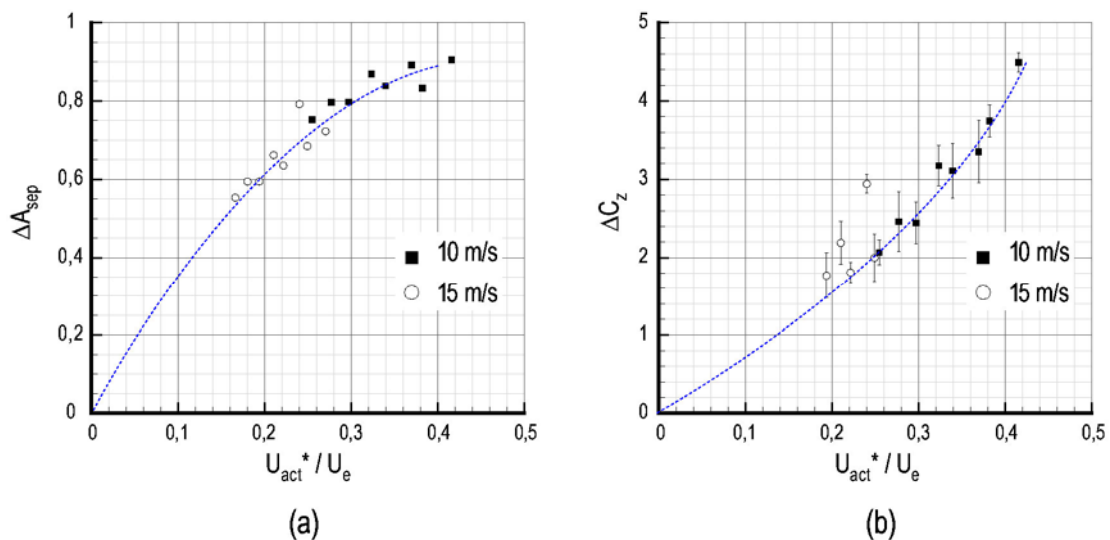 1
0,8
0,6
0,4
0,2
0
ΔA_sep
10 m/s
15 m/s
0 0,1 0,2 0,3 0,4 0,5
U_act* / U_e
(a)
5
4
3
2
1
0
ΔC_z
10 m/s
15 m/s
0 0,1 0,2 0,3 0,4 0,5
U_act* / U_e
(b)